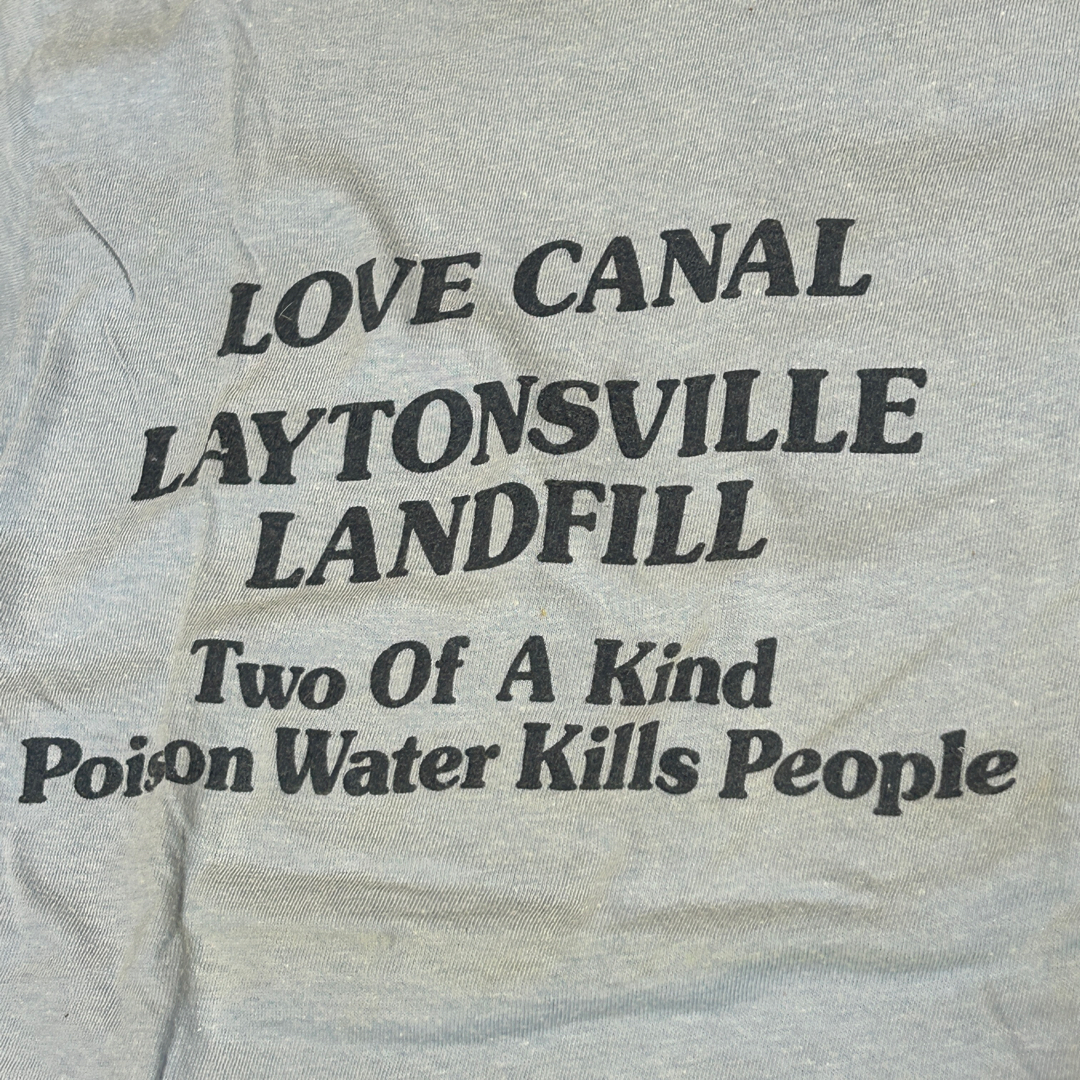 LOVE CANAL
LAYTONSVILLE
LANDFILL
Two Of A Kind
Poison Water Kills People